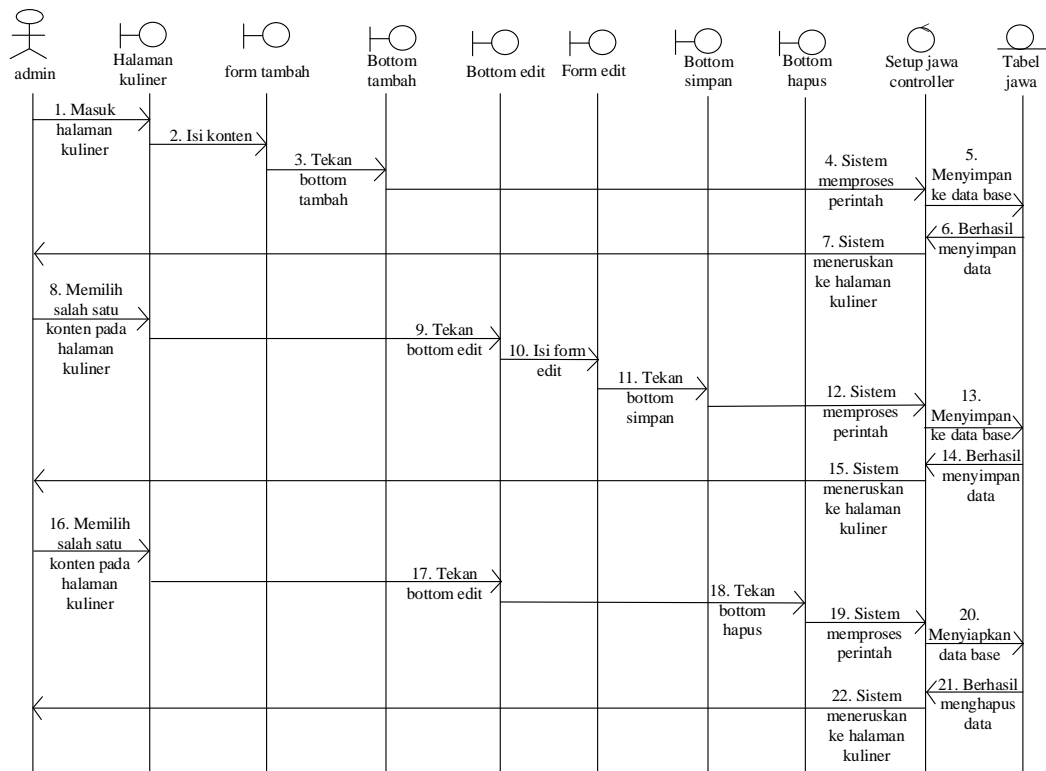 admin
Halaman
kuliner
form tambah
Bottom
tambah
Bottom edit
Form edit
Bottom
simpan
Bottom
hapus
Setup jawa
controller
Tabel
jawa
1. Masuk
halaman
kuliner
2. Isi konten
3. Tekan
bottom
tambah
4. Sistem
memproses
perintah
5.
Menyimpan
ke data base
6. Berhasil
menyimpan
data
7. Sistem
meneruskan
ke halaman
kuliner
8. Memilih
salah satu
konten pada
halaman
kuliner
9. Tekan
bottom edit
10. Isi form
edit
11. Tekan
bottom
simpan
12. Sistem
memproses
perintah
13.
Menyimpan
ke data base
14. Berhasil
menyimpan
data
15. Sistem
meneruskan
ke halaman
kuliner
16. Memilih
salah satu
konten pada
halaman
kuliner
17. Tekan
bottom edit
18. Tekan
bottom
hapus
19. Sistem
memproses
perintah
20.
Menyiapkan
data base
21. Berhasil
menghapus
data
22. Sistem
meneruskan
ke halaman
kuliner